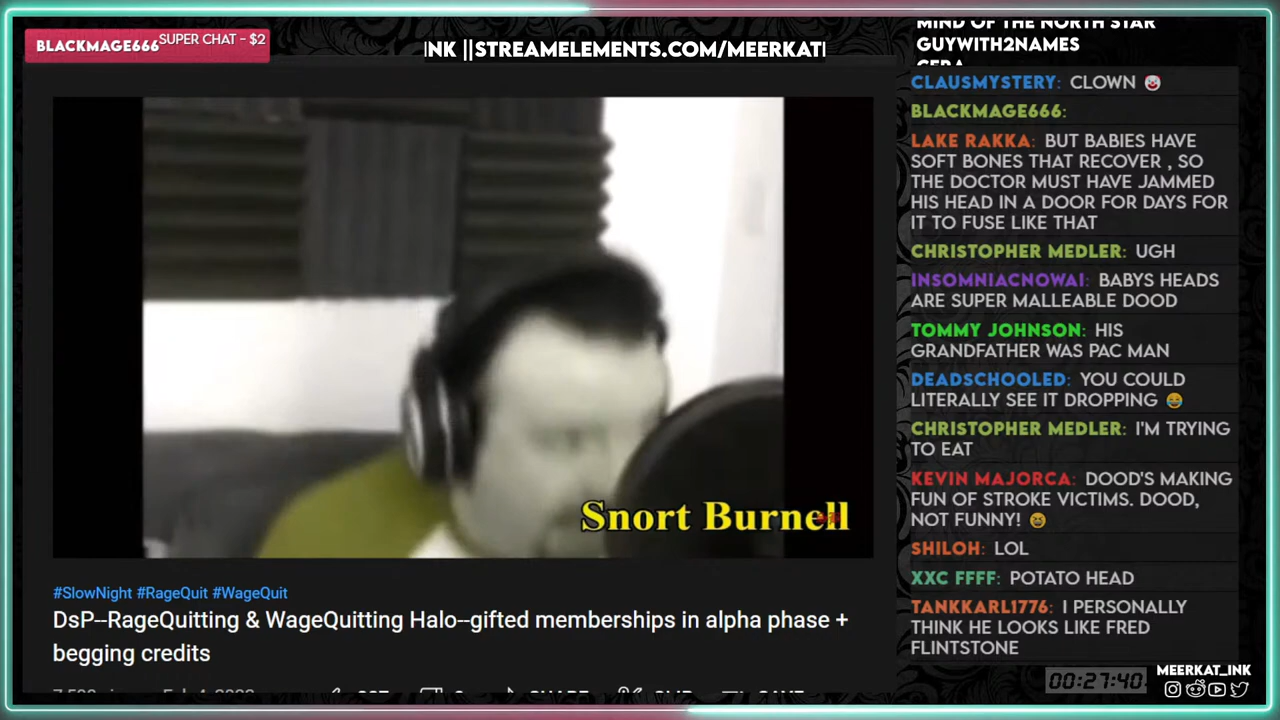 BLACKMAGE666 SUPER CHAT - $2
INK ||STREAMELEMENTS.COM/MEERKATI
MIND OF THE NORTH STAR
GUYWITH2NAMES
CLAUSMYSTERY: CLOWN 🤡
BLACKMAGE666:
LAKE RAKKA: BUT BABIES HAVE
SOFT BONES THAT RECOVER , SO
THE DOCTOR MUST HAVE JAMMED
HIS HEAD IN A DOOR FOR DAYS FOR
IT TO FUSE LIKE THAT
CHRISTOPHER MEDLER: UGH
INSOMNIACNOWAI: BABYS HEADS
ARE SUPER MALLEABLE DOOD
TOMMY JOHNSON: HIS
GRANDFATHER WAS PAC MAN
DEADSCHOOLED: YOU COULD
LITERALLY SEE IT DROPPING 😂
CHRISTOPHER MEDLER: I'M TRYING
TO EAT
KEVIN MAJORCA: DOOD'S MAKING
FUN OF STROKE VICTIMS. DOOD,
NOT FUNNY! 😆
SHILOH: LOL
XXC FFFF: POTATO HEAD
TANKKARL1776: I PERSONALLY
THINK HE LOOKS LIKE FRED
FLINTSTONE
Snort Burnell
#SlowNight #RageQuit #WageQuit
DsP--RageQuitting & WageQuitting Halo--gifted memberships in alpha phase +
begging credits
00:27:40
MEERKAT_INK